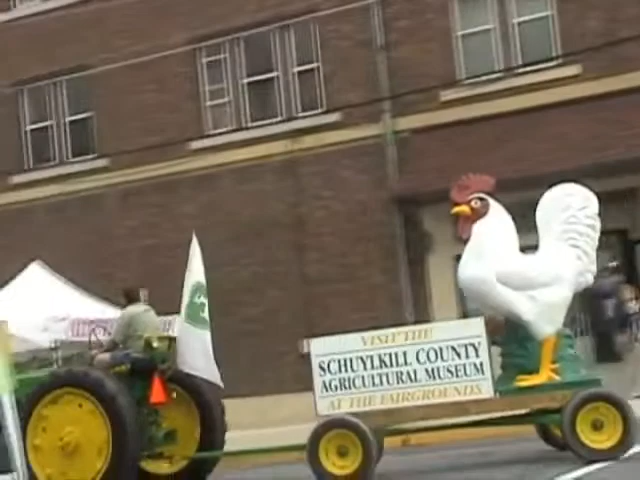 VISIT THE
SCHUYLKILL COUNTY
AGRICULTURAL MUSEUM
AT THE FAIRGROUNDS